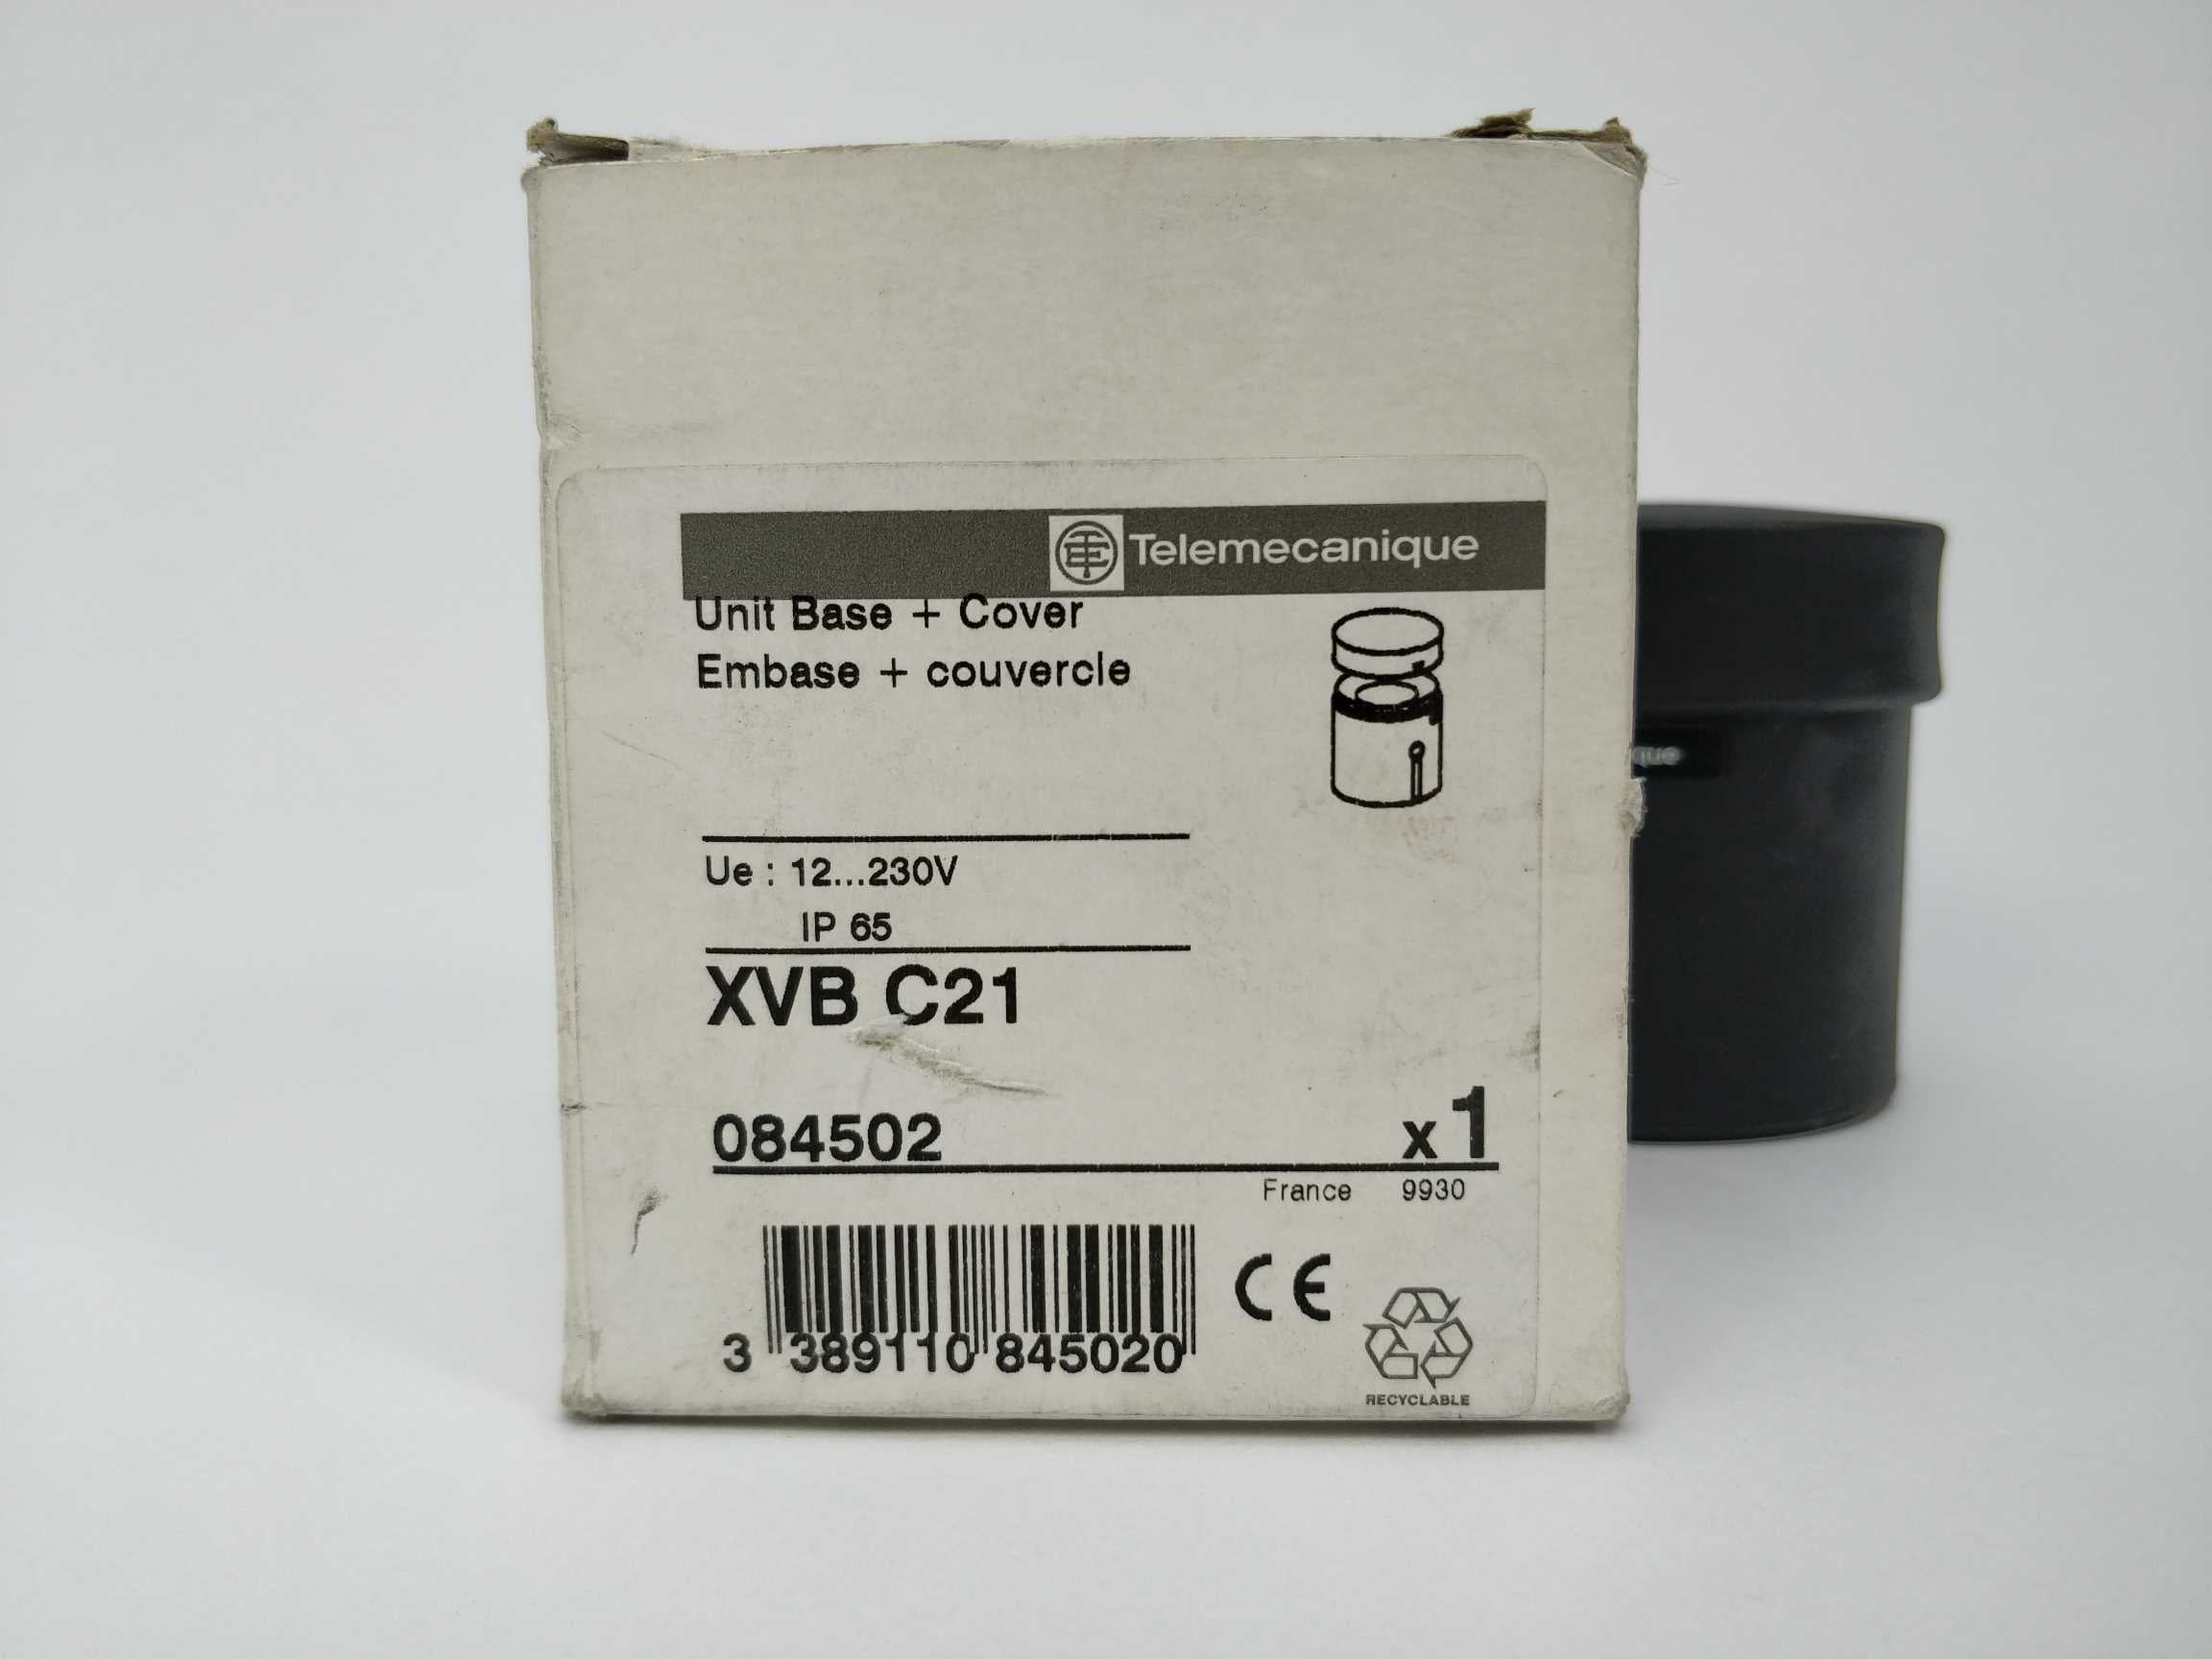 Telemecanique
Unit Base + Cover
Embase + couvercle
que
Ue : 12...230V
IP 65
XVB C21
084502 x 1
France 9930
3 389110 845020
CE
RECYCLABLE